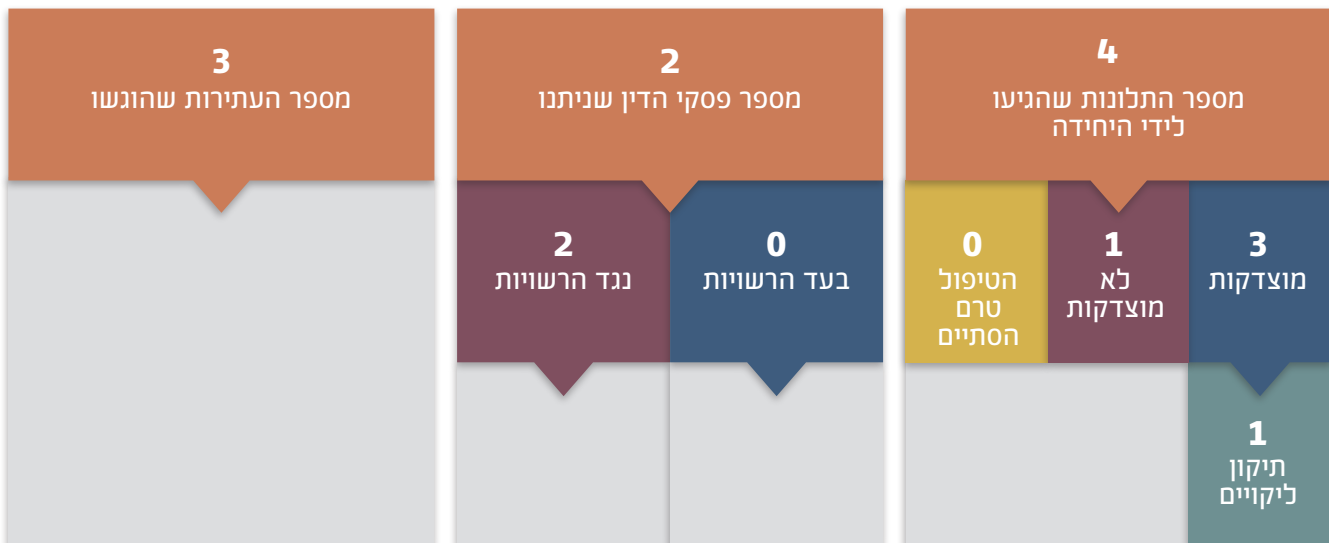 4
מספר התלונות שהגיעו
לידי היחידה
3
מוצדקות
1
לא
מוצדקות
0
הטיפול
טרם
הסתיים
1
תיקון
ליקויים
2
מספר פסקי הדין שניתנו
0
בעד הרשויות
2
נגד הרשויות
3
מספר העתירות שהוגשו